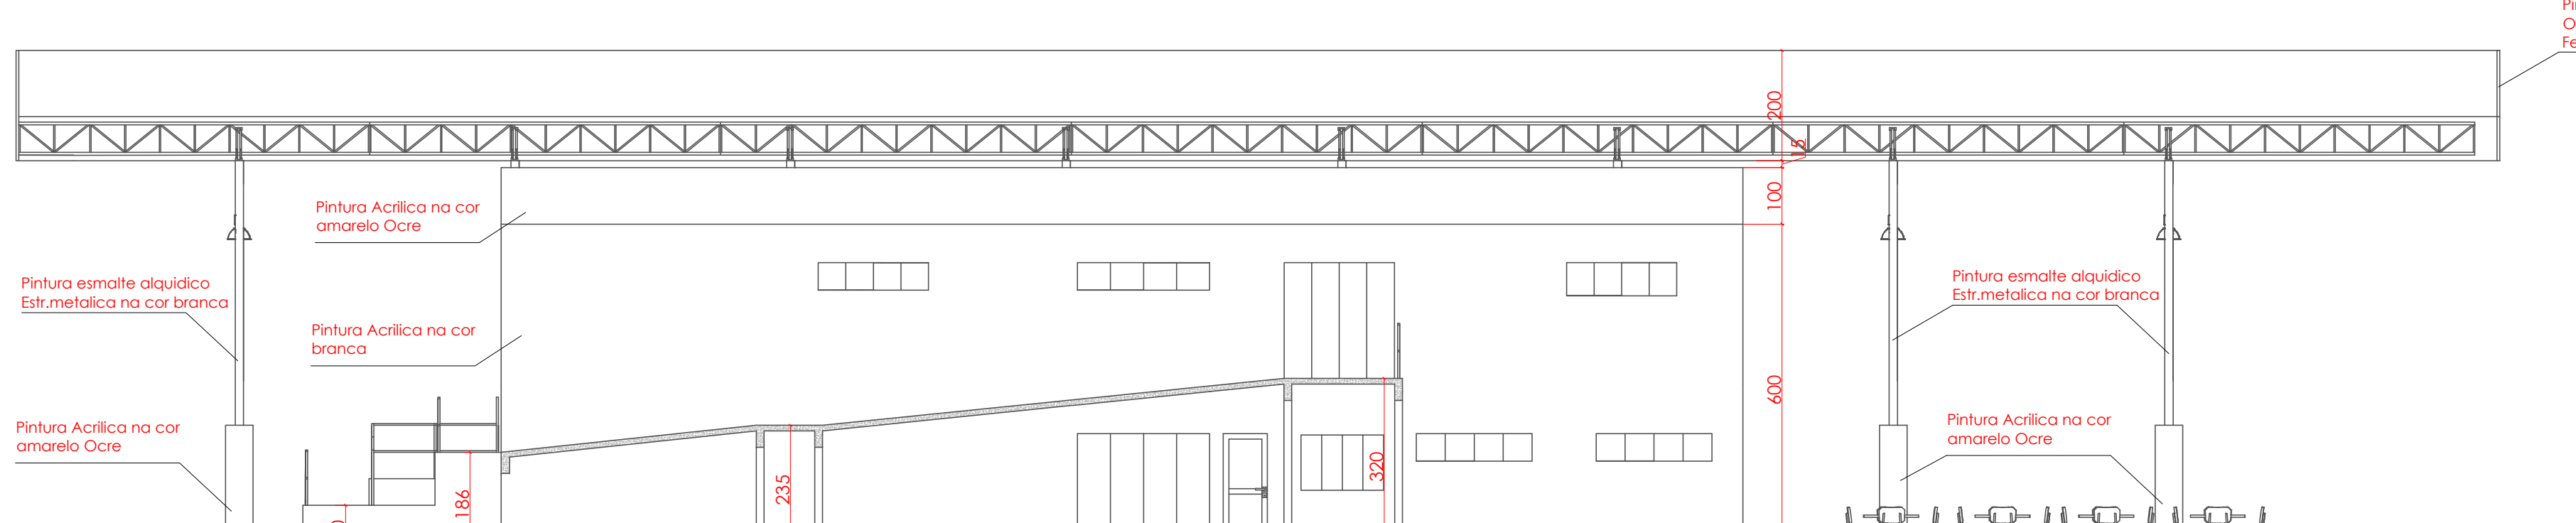 200
15
100
Pintura Acrilica na cor
amarelo Ocre
Pintura esmalte alquidico
Estr.metalica na cor branca
Pintura esmalte alquidico
Estr.metalica na cor branca
Pintura Acrilica na cor
branca
600
Pintura Acrilica na cor
amarelo Ocre
Pintura Acrilica na cor
amarelo Ocre
320
235
186